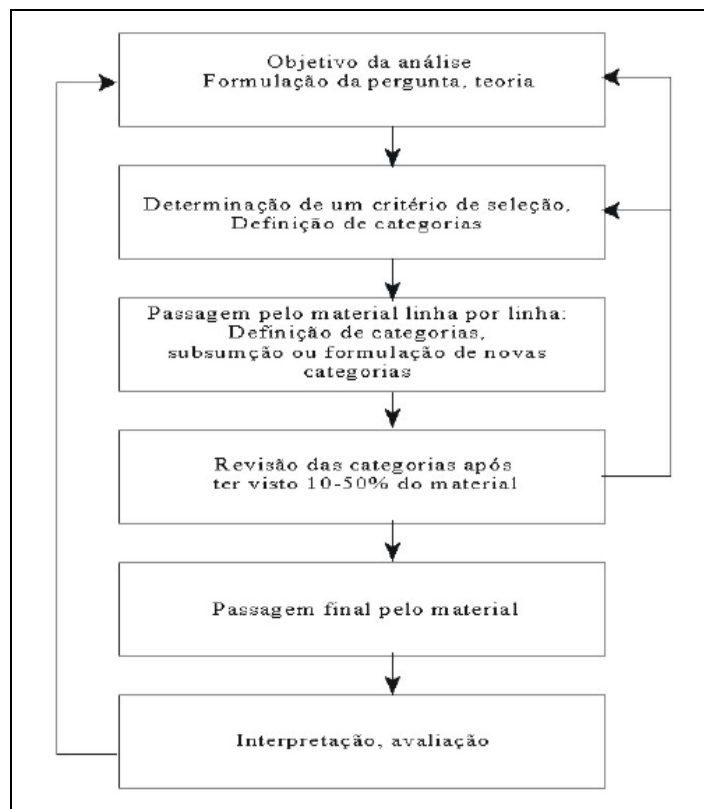 Objetivo da análise
Formulação da pergunta, teoria
Determinação de um critério de seleção,
Definição de categorias
Passagem pelo material linha por linha:
Definição de categorias,
subsumção ou formulação de novas
categorias
Revisão das categorias após
ter visto 10-50% do material
Passagem final pelo material
Interpretação, avaliação